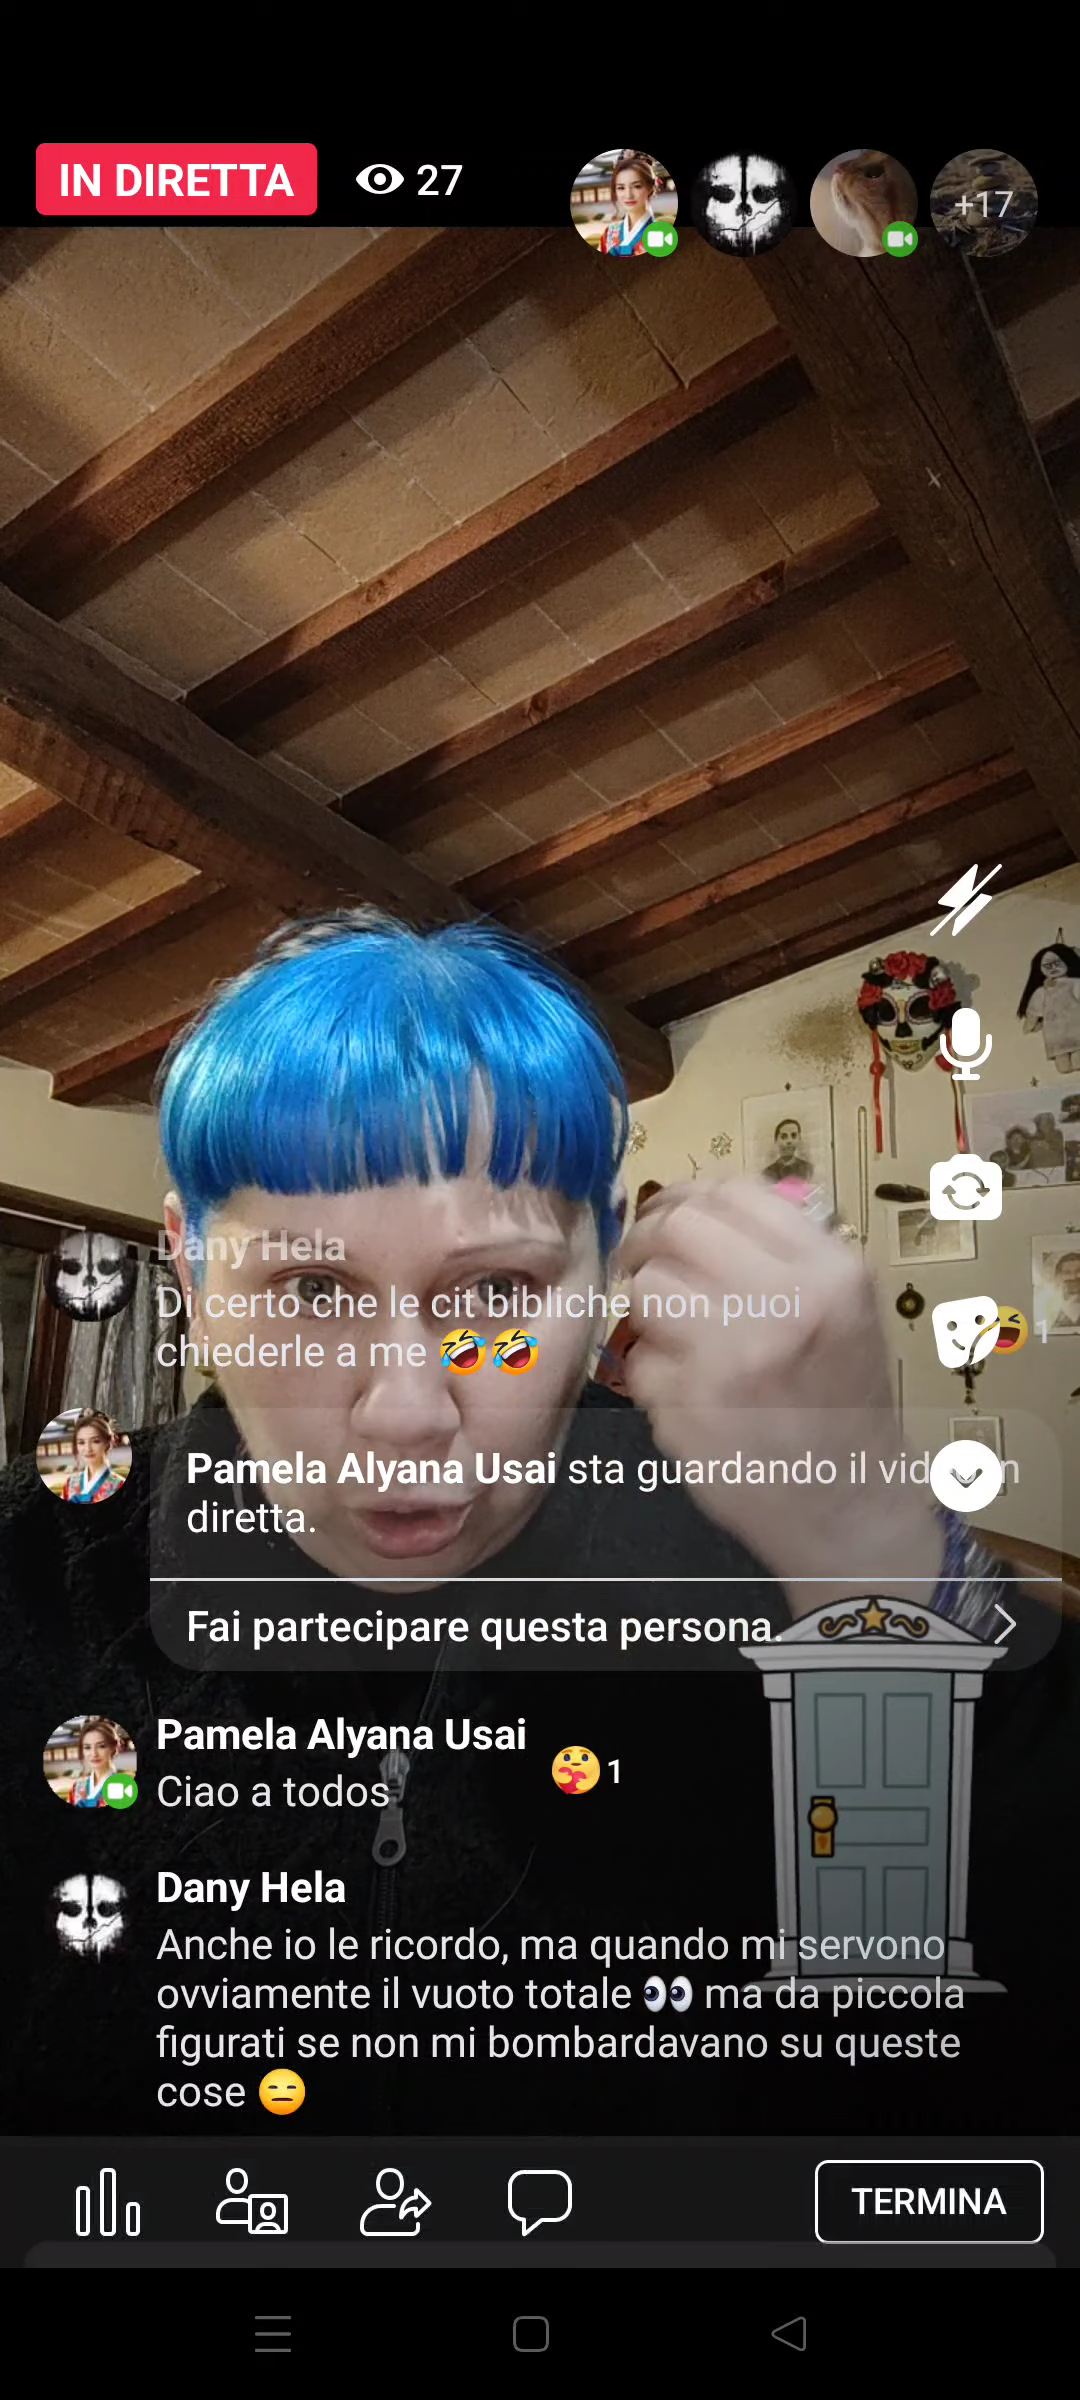 IN DIRETTA
27
+17
Dany Hela
Di certo che le cit bibliche non puoi
chiederle a me 🤣🤣
1
Pamela Alyana Usai sta guardando il video in
diretta.
Fai partecipare questa persona.
Pamela Alyana Usai
Ciao a todos
1
Dany Hela
Anche io le ricordo, ma quando mi servono
ovviamente il vuoto totale 👀 ma da piccola
figurati se non mi bombardavano su queste
cose 😑
TERMINA